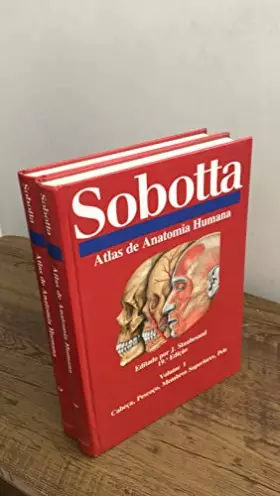 Sobotta
Atlas de Anatomia Humana
Editado por J. Staubesand
19.ª Edição
Volume 1
Cabeça, Pescoço, Membros Superiores, Pele
Sobotta
Atlas de Anatomia Humana
Sobotta
Atlas de Anatomia Humana